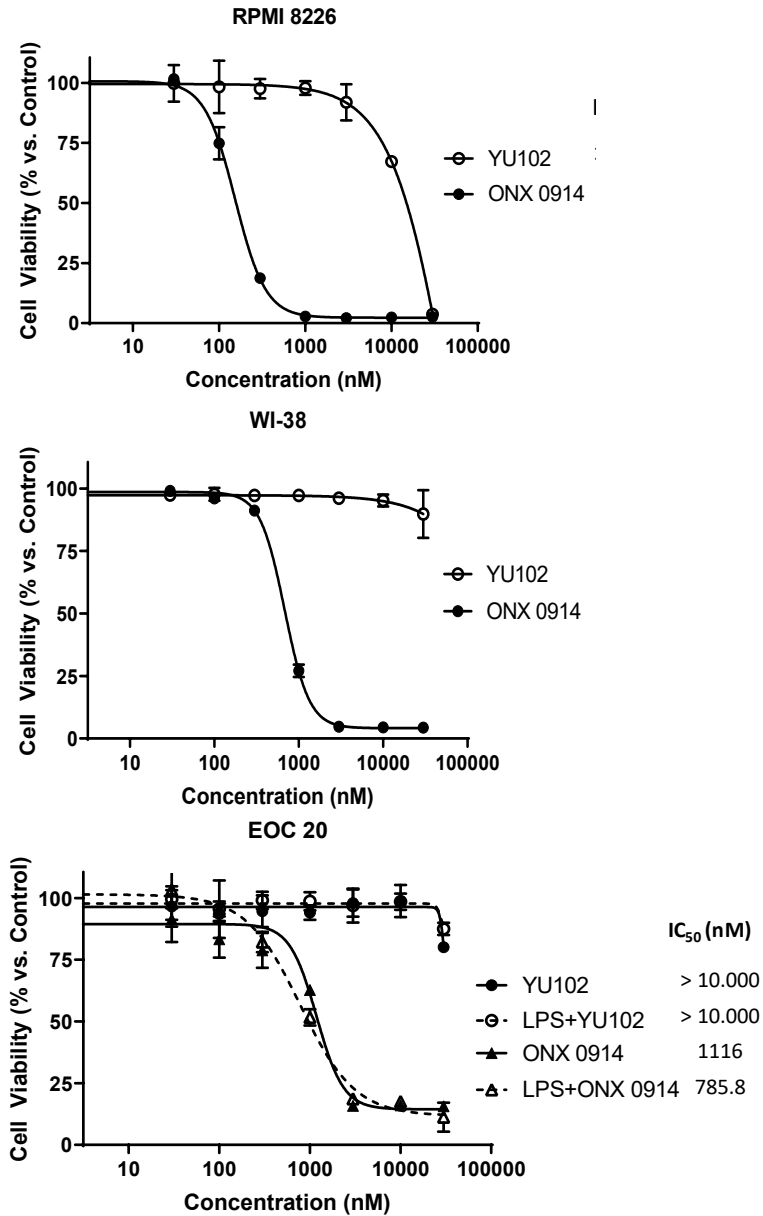 RPMI 8226
Cell Viability (% vs. Control)
100
75
50
25
0
10 100 1000 10000 100000
Concentration (nM)
YU102
ONX 0914
WI-38
Cell Viability (% vs. Control)
100
75
50
25
0
10 100 1000 10000 100000
Concentration (nM)
YU102
ONX 0914
EOC 20
Cell Viability (% vs. Control)
100
75
50
25
0
10 100 1000 10000 100000
Concentration (nM)
IC50 (nM)
YU102 > 10.000
LPS+YU102 > 10.000
ONX 0914 1116
LPS+ONX 0914 785.8